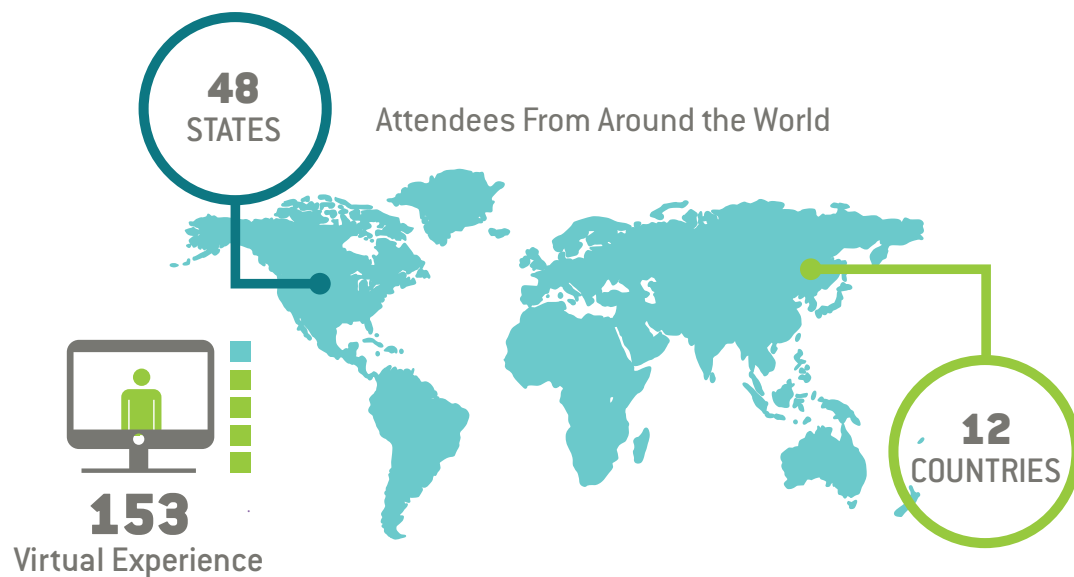 48
STATES
Attendees From Around the World
12
COUNTRIES
153
Virtual Experience